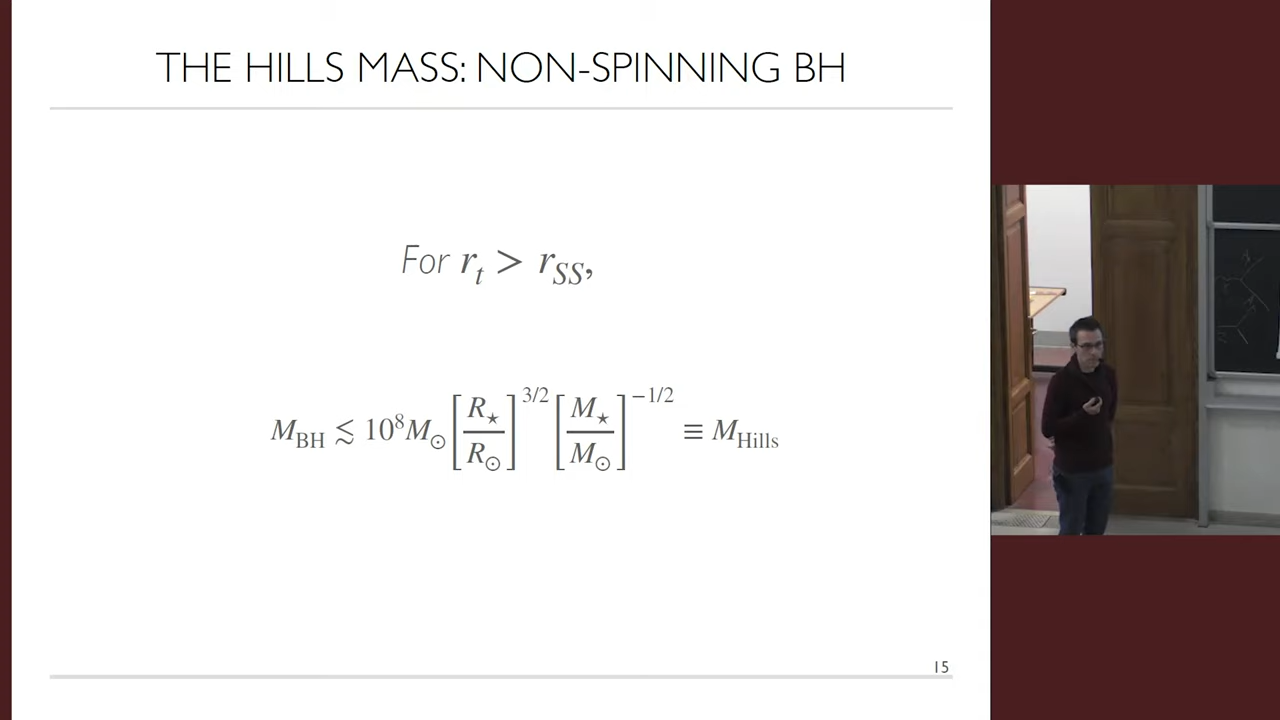 THE HILLS MASS: NON-SPINNING BH
For r_t > r_SS,
M_BH ≲ 10^8 M_⊙ [R_⋆/R_⊙]^{3/2} [M_⋆/M_⊙]^{−1/2} ≡ M_Hills
15